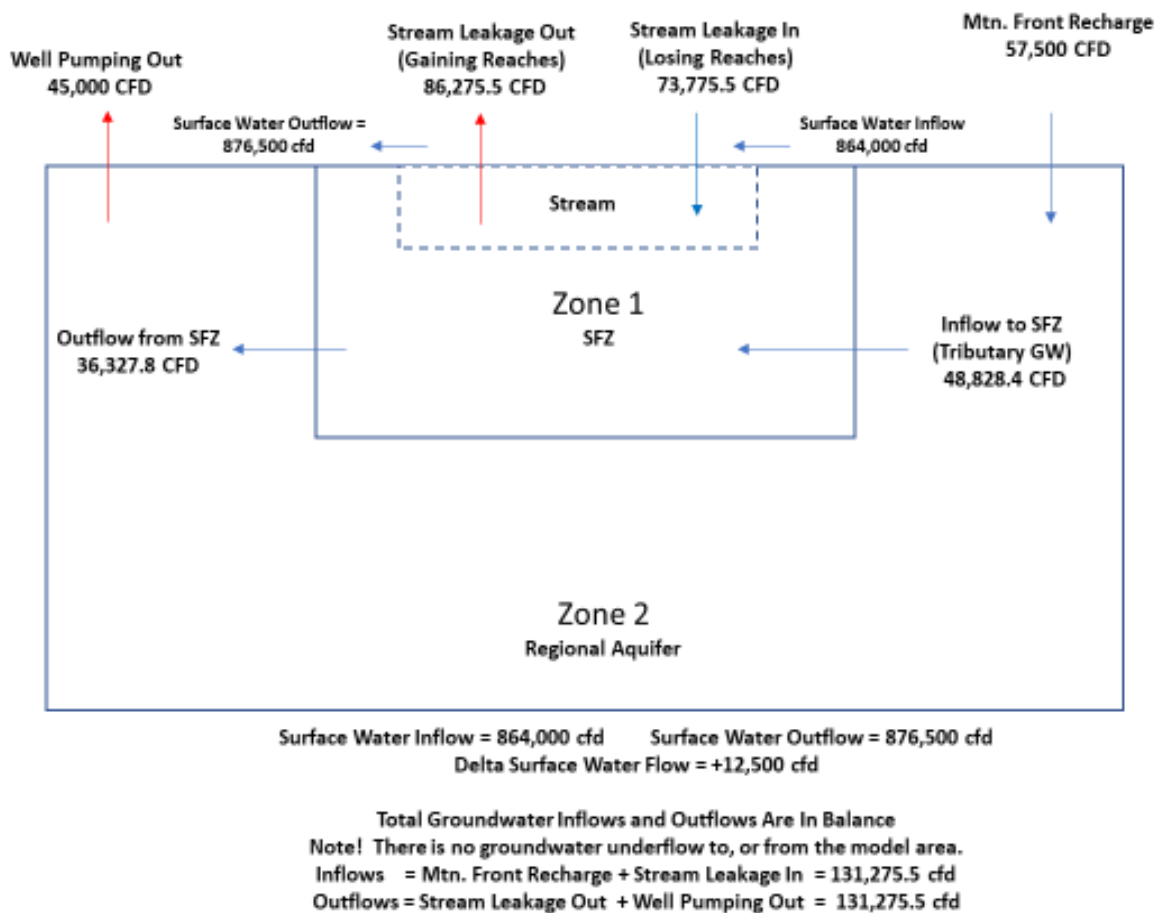 Well Pumping Out
45,000 CFD
Stream Leakage Out
(Gaining Reaches)
86,275.5 CFD
Stream Leakage In
(Losing Reaches)
73,775.5 CFD
Mtn. Front Recharge
57,500 CFD
Surface Water Outflow =
876,500 cfd
Surface Water Inflow
864,000 cfd
Stream
Zone 1
SFZ
Outflow from SFZ
36,327.8 CFD
Inflow to SFZ
(Tributary GW)
48,828.4 CFD
Zone 2
Regional Aquifer
Surface Water Inflow = 864,000 cfd Surface Water Outflow = 876,500 cfd
Delta Surface Water Flow = +12,500 cfd
Total Groundwater Inflows and Outflows Are In Balance
Note! There is no groundwater underflow to, or from the model area.
Inflows = Mtn. Front Recharge + Stream Leakage In = 131,275.5 cfd
Outflows = Stream Leakage Out + Well Pumping Out = 131,275.5 cfd